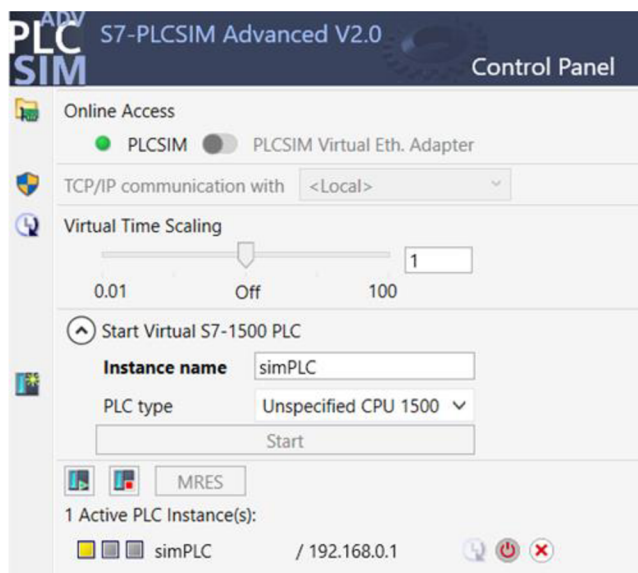 ADV
PLC
SIM
S7-PLCSIM Advanced V2.0
Control Panel
Online Access
PLCSIM PLCSIM Virtual Eth. Adapter
TCP/IP communication with <Local>
Virtual Time Scaling
1
0.01 Off 100
Start Virtual S7-1500 PLC
Instance name simPLC
PLC type Unspecified CPU 1500
Start
MRES
1 Active PLC Instance(s):
simPLC / 192.168.0.1